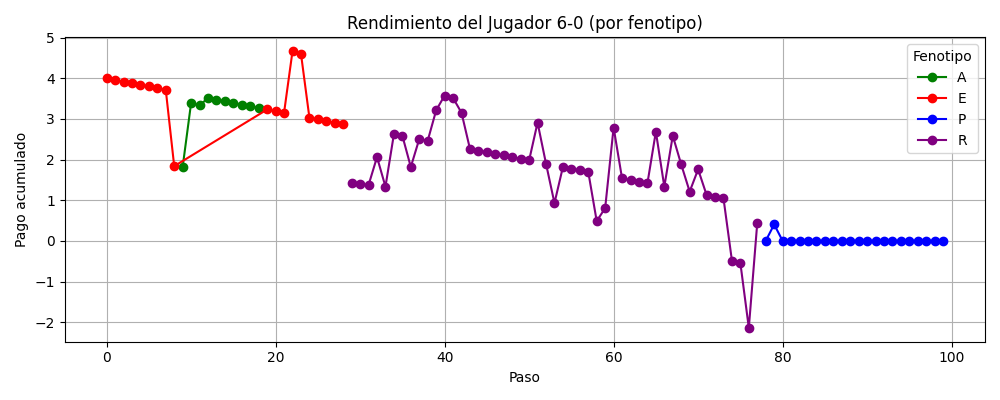 Rendimiento del Jugador 6-0 (por fenotipo)
Pago acumulado
5
4
3
2
1
0
−1
−2
0
20
40
60
80
100
Paso
Fenotipo
A
E
P
R